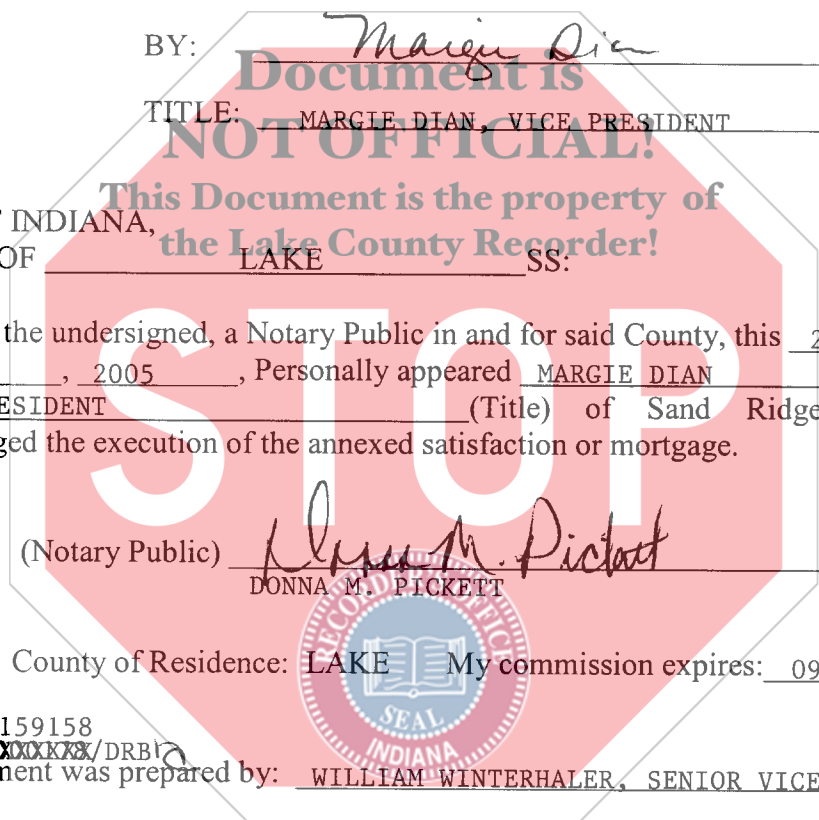 BY: Margie Dian
Document is
TITLE: MARGIE DIAN, VICE PRESIDENT
NOT OFFICIAL!
This Document is the property of
INDIANA,
the Lake County Recorder!
OF LAKE SS:
the undersigned, a Notary Public in and for said County, this 2
, 2005 , Personally appeared MARGIE DIAN
ESIDENT (Title) of Sand Ridge
ged the execution of the annexed satisfaction or mortgage.
STOP
(Notary Public) Donna M. Pickett
DONNA M. PICKETT
RECORDER'S OFFICE
County of Residence: LAKE My commission expires: 09
SEAL
INDIANA
159158
/DRB
ment was prepared by: WILLIAM WINTERHALER, SENIOR VICE